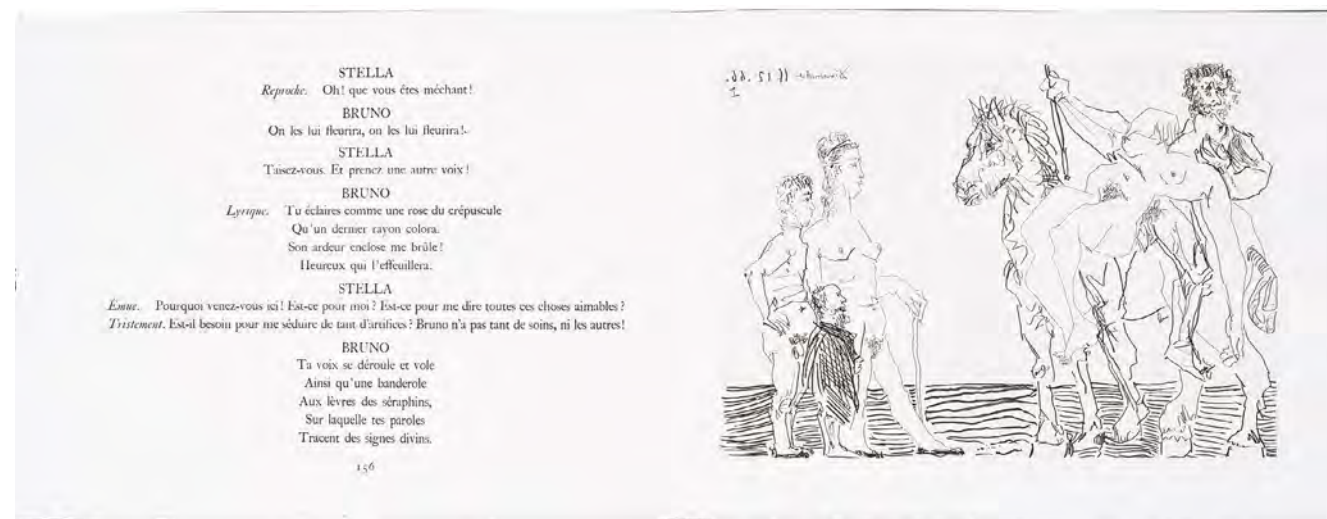 STELLA
Reproche. Oh! que vous êtes méchant!
BRUNO
On les lui fleurira, on les lui fleurira!
STELLA
Taisez-vous. Et prenez une autre voix!
BRUNO
Lyrique. Tu éclaires comme une rose du crépuscule
Qu'un dernier rayon colora.
Son ardeur enclose me brûle!
Heureux qui l'effeuillera.
STELLA
Émue. Pourquoi venez-vous ici! Est-ce pour moi? Est-ce pour me dire toutes ces choses aimables?
Tristement. Est-il besoin pour me séduire de tant d'artifices? Bruno n'a pas tant de soins, ni les autres!
BRUNO
Ta voix se déroule et vole
Ainsi qu'une banderole
Aux lèvres des séraphins,
Sur laquelle tes paroles
Tracent des signes divins.
156